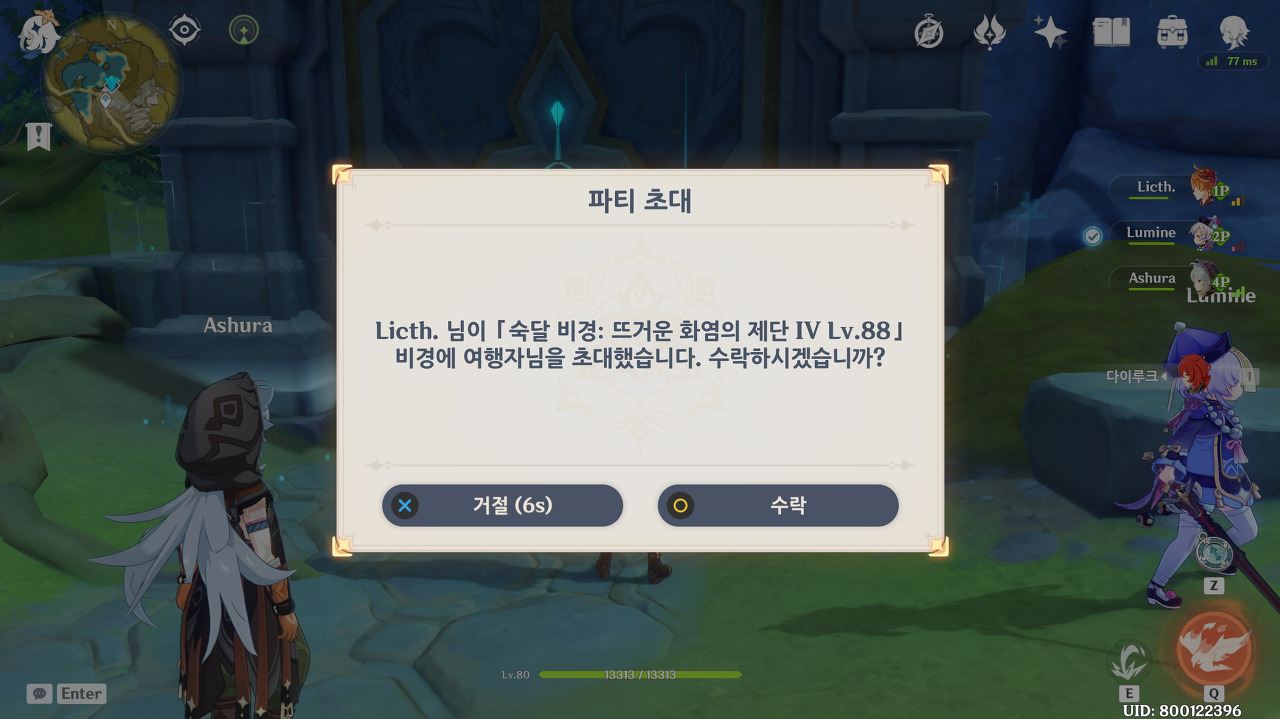 N
77 ms
Licth.
1P
Lumine
2P
Ashura
4P
Lumine
Ashura
다이루크
1
파티 초대
Licth. 님이「숙달 비경: 뜨거운 화염의 제단 IV Lv.88」
비경에 여행자님을 초대했습니다. 수락하시겠습니까?
거절 (6s)
수락
Z
Lv.80
13313 / 13313
E
Q
Enter
UID: 800122396